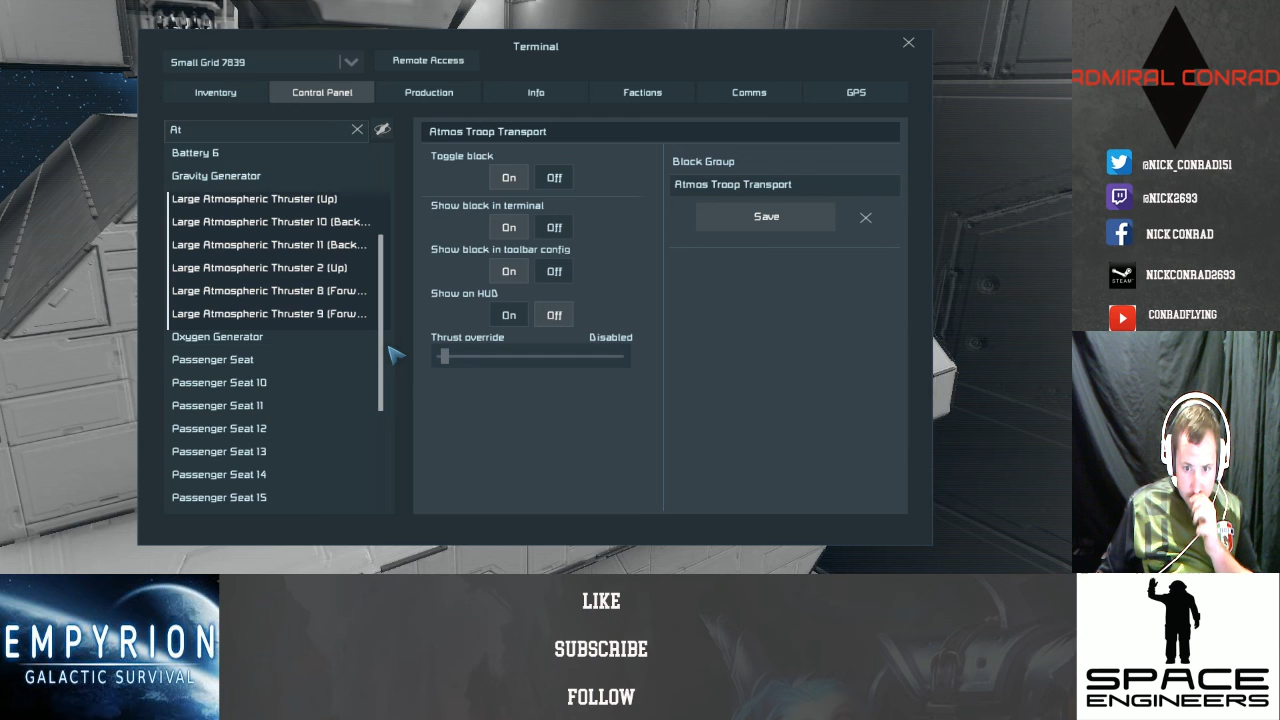 Terminal
Small Grid 7839
Remote Access
Inventory
Control Panel
Production
Info
Factions
Comms
GPS
At
Battery 6
Gravity Generator
Large Atmospheric Thruster (Up)
Large Atmospheric Thruster 10 (Back...
Large Atmospheric Thruster 11 (Back...
Large Atmospheric Thruster 2 (Up)
Large Atmospheric Thruster 8 (Forw...
Large Atmospheric Thruster 9 (Forw...
Oxygen Generator
Passenger Seat
Passenger Seat 10
Passenger Seat 11
Passenger Seat 12
Passenger Seat 13
Passenger Seat 14
Passenger Seat 15
Atmos Troop Transport
Toggle block
On Off
Show block in terminal
On Off
Show block in toolbar config
On Off
Show on HUD
On Off
Thrust override Disabled
Block Group
Atmos Troop Transport
Save
ADMIRAL CONRAD
@NICK_CONRAD151
@NICK2693
NICK CONRAD
STEAM
NICKCONRAD2693
CONRADFLYING
EMPYRION
GALACTIC SURVIVAL
LIKE
SUBSCRIBE
FOLLOW
SPACE
ENGINEERS